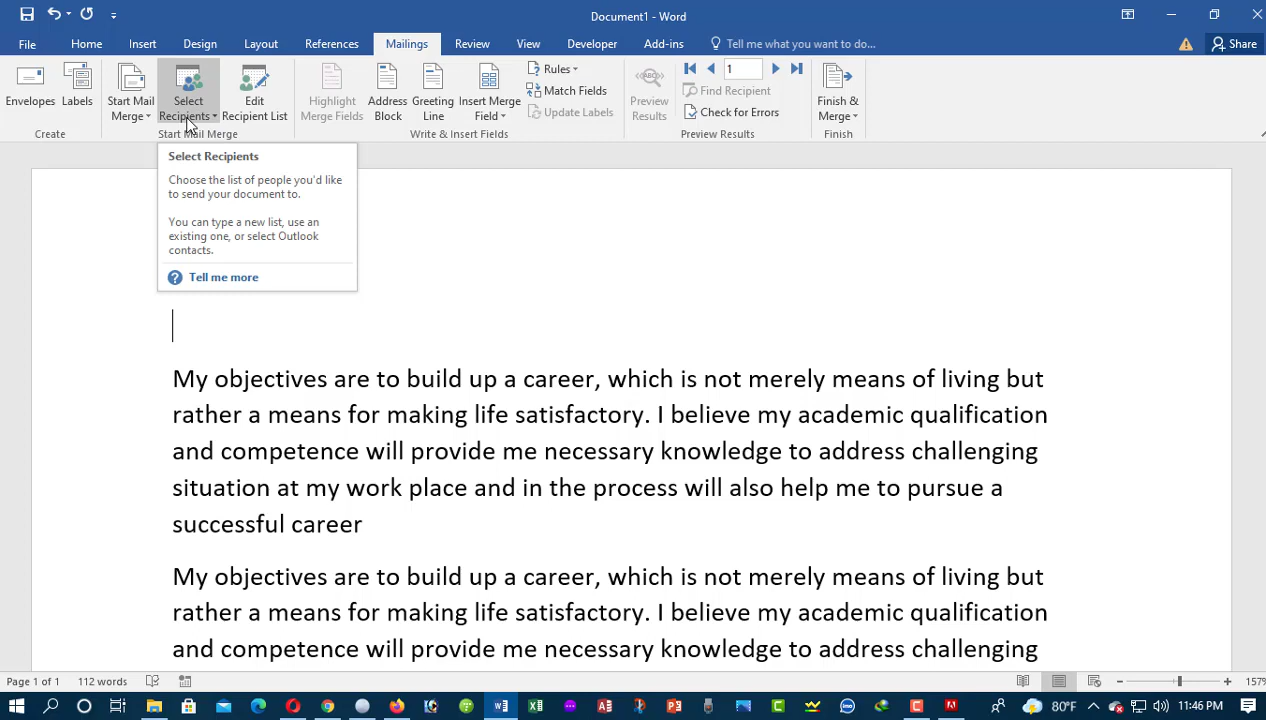 Document1 - Word
File Home Insert Design Layout References Mailings Review View Developer Add-ins Tell me what you want to do... Share
Envelopes Labels
Create
Start Mail Merge
Select Recipients
Edit Recipient List
Start Mail Merge
Highlight Merge Fields
Address Block
Greeting Line
Insert Merge Field
Rules
Match Fields
Update Labels
Write & Insert Fields
ABC
Preview Results
1
Find Recipient
Check for Errors
Preview Results
Finish & Merge
Finish
Select Recipients
Choose the list of people you'd like
to send your document to.
You can type a new list, use an
existing one, or select Outlook
contacts.
Tell me more
My objectives are to build up a career, which is not merely means of living but
rather a means for making life satisfactory. I believe my academic qualification
and competence will provide me necessary knowledge to address challenging
situation at my work place and in the process will also help me to pursue a
successful career
My objectives are to build up a career, which is not merely means of living but
rather a means for making life satisfactory. I believe my academic qualification
and competence will provide me necessary knowledge to address challenging
Page 1 of 1 112 words 157%
80°F 11:46 PM